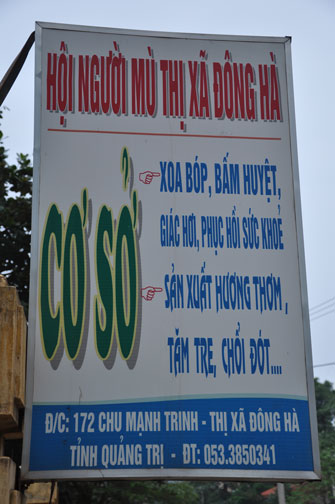 HỘI NGƯỜI MÙ THỊ XÃ ĐÔNG HÀ
CƠ SỞ
XOA BÓP, BẤM HUYỆT,
GIÁC HƠI, PHỤC HỒI SỨC KHOẺ
SẢN XUẤT HƯƠNG THƠM,
TĂM TRE, CHỔI ĐÓT....
Đ/C: 172 CHU MẠNH TRINH - THỊ XÃ ĐÔNG HÀ
TỈNH QUẢNG TRỊ - ĐT: 053.3850341